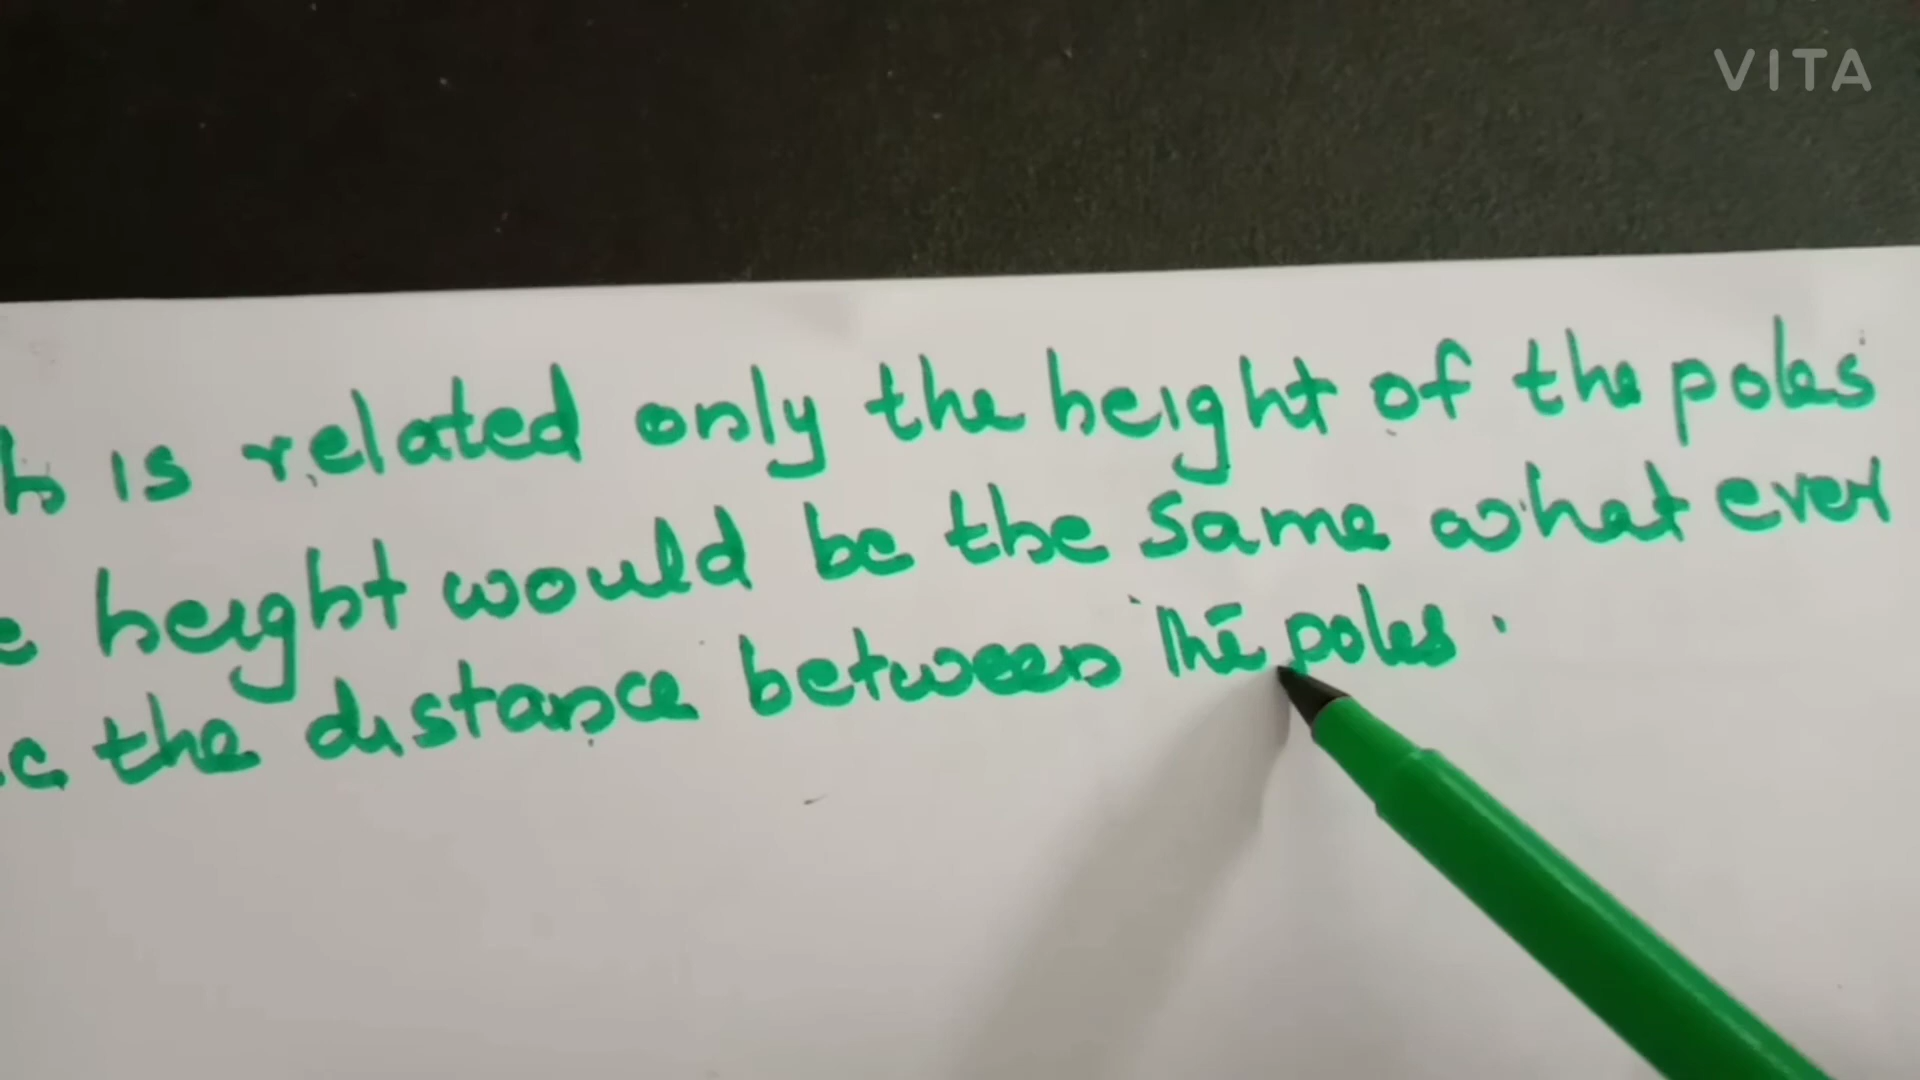 VITA
is related only the height of the poles
height would be the same what ever
the distance between the poles.